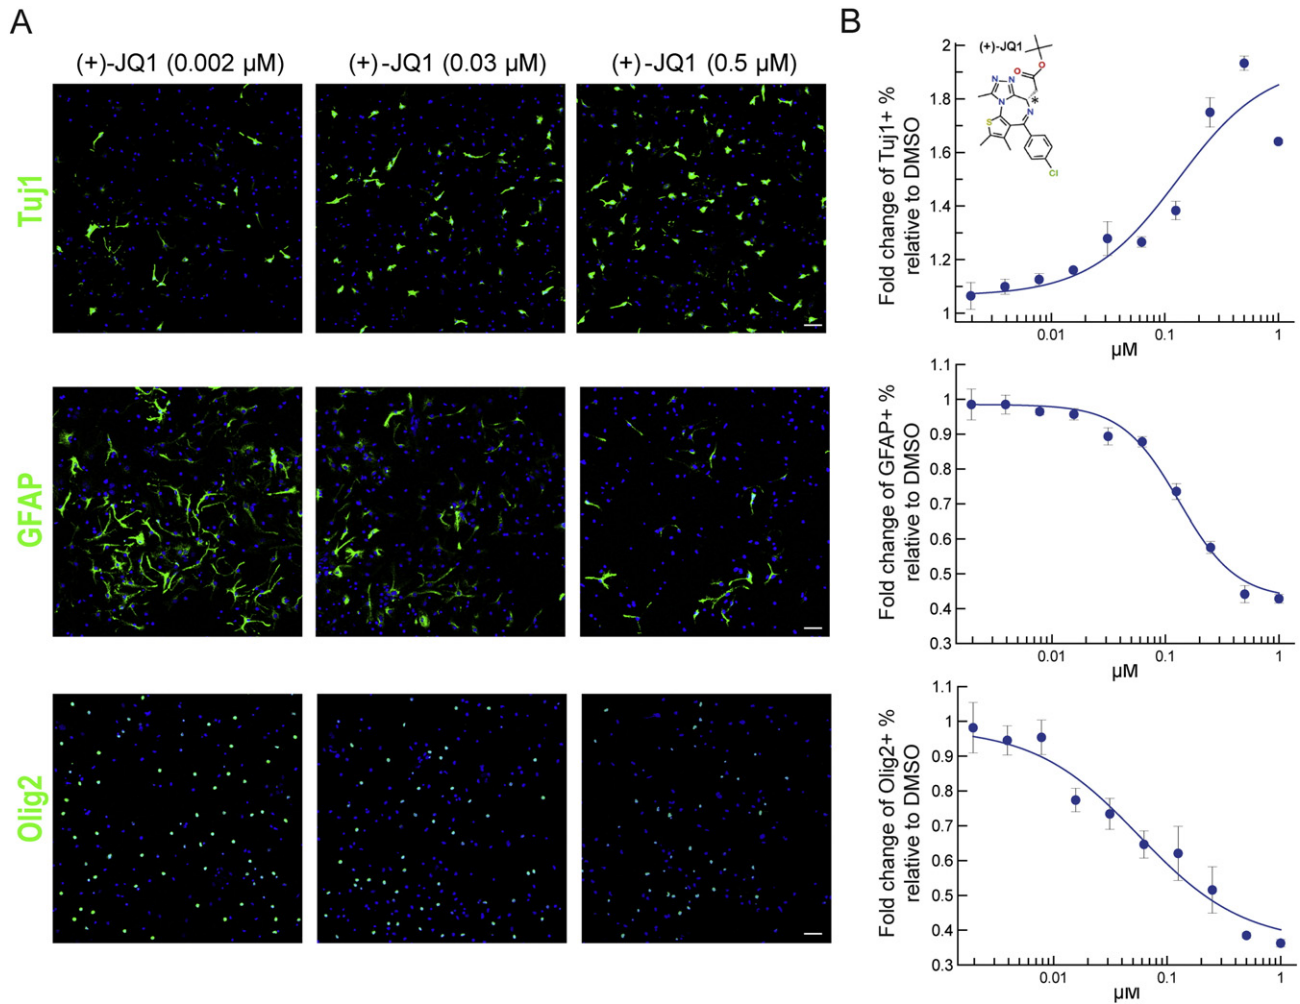 A
B
(+)-JQ1 (0.002 µM)
(+)-JQ1 (0.03 µM)
(+)-JQ1 (0.5 µM)
Tuj1
GFAP
Olig2
(+)-JQ1
O
O
N
N
N
N
*
S
Cl
Fold change of Tuj1+ %
relative to DMSO
2
1.8
1.6
1.4
1.2
1
0.01
0.1
1
µM
Fold change of GFAP+ %
relative to DMSO
1.1
1
0.9
0.8
0.7
0.6
0.5
0.4
0.3
0.01
0.1
1
µM
Fold change of Olig2+ %
relative to DMSO
1.1
1
0.9
0.8
0.7
0.6
0.5
0.4
0.3
0.01
0.1
1
µM